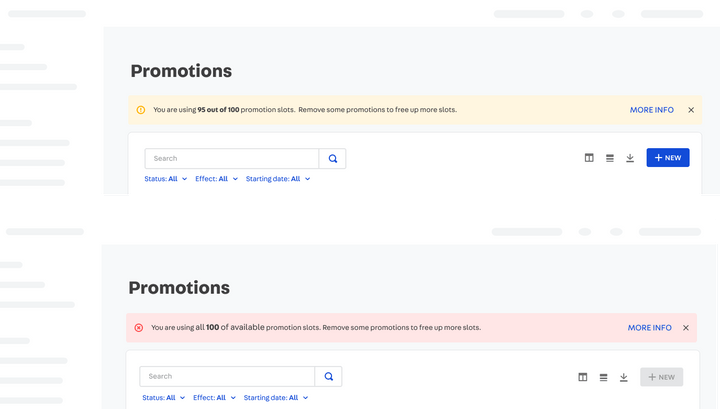 Promotions
You are using 95 out of 100 promotion slots. Remove some promotions to free up more slots. MORE INFO
Search
+ NEW
Status: All Effect: All Starting date: All
Promotions
You are using all 100 of available promotion slots. Remove some promotions to free up more slots. MORE INFO
Search
+ NEW
Status: All Effect: All Starting date: All